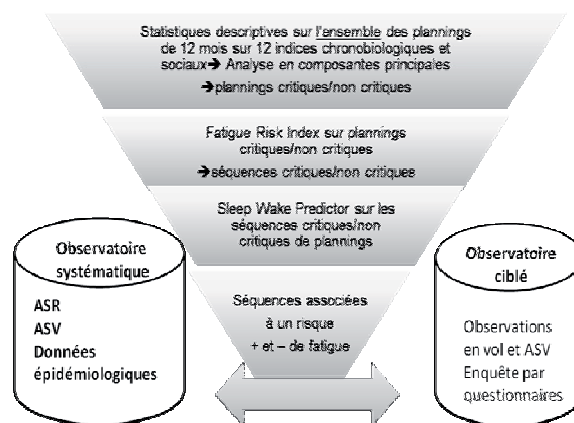 Statistiques descriptives sur l'ensemble des plannings
de 12 mois sur 12 indices chronobiologiques et
sociaux➔ Analyse en composantes principales
➔plannings critiques/non critiques
Fatigue Risk Index sur plannings
critiques/non critiques
➔séquences critiques/non critiques
Sleep Wake Predictor sur les
séquences critiques/non
critiques de plannings
Séquences associées
à un risque
+ et – de fatigue
Observatoire
systématique
ASR
ASV
Données
épidémiologiques
Observatoire
ciblé
Observations
en vol et ASV
Enquête par
questionnaires